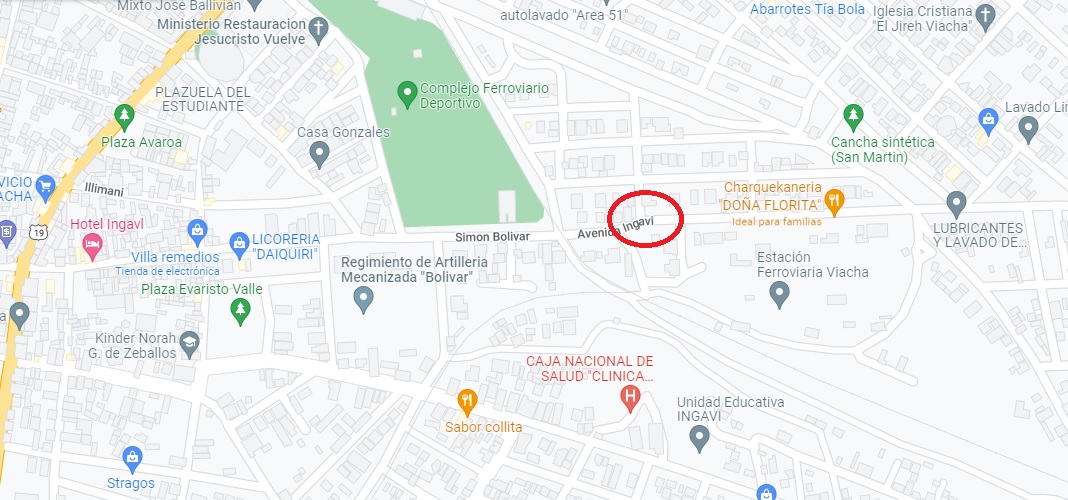 Mixto José Ballivián
Ministerio Restauracion
Jesucristo Vuelve
autolavado "Area 51"
Abarrotes Tía Bola
Iglesia Cristiana
"El Jireh Viacha"
PLAZUELA DEL
ESTUDIANTE
Complejo Ferroviario
Deportivo
Plaza Avaroa
Casa Gonzales
Cancha sintética
(San Martin)
Lavado Lin
VICIO
ACHA
Illimani
Charquekaneria
"DOÑA FLORITA"
Ideal para familias
Hotel Ingavl
19
LICORERIA
"DAIQUIRI"
Simon Bolivar
Avenida Ingavi
LUBRICANTES
Y LAVADO DE...
Villa remedios
Tienda de electrónica
Regimiento de Artilleria
Mecanizada "Bolivar"
Estación
Ferroviaria Viacha
Plaza Evaristo Valle
a
Kinder Norah
G. de Zeballos
CAJA NACIONAL DE
SALUD "CLINICA...
H
Unidad Educativa
INGAVI
Sabor collita
Stragos